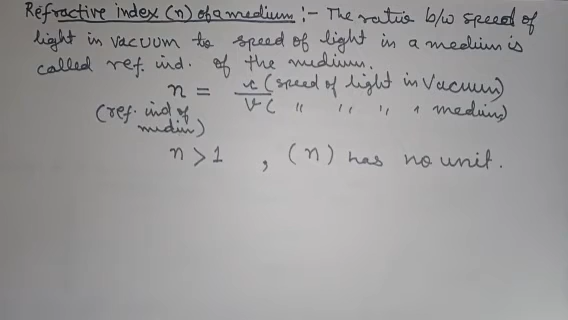 Refractive index (n) of a medium :- The ratio b/w speed of
light in vacuum to speed of light in a medium is
called ref. ind. of the medium.
n = c (speed of light in Vacuum)
v ( " " " " medium)
(ref. ind of
medium)
n > 1 , (n) has no unit.